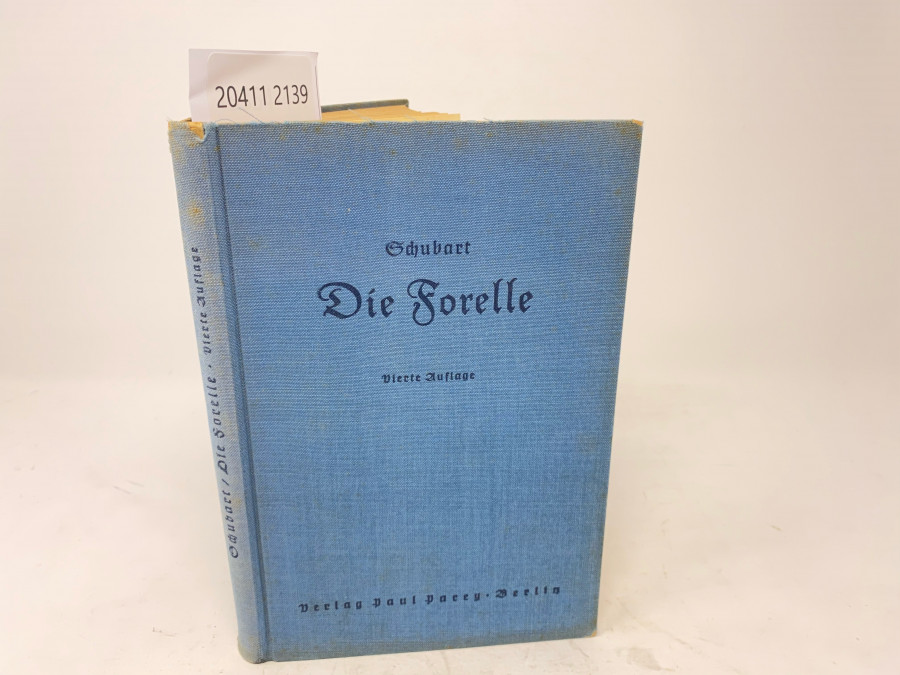 20411 2139
Schubart
Die Forelle
Vierte Auflage
Verlag Paul Parey · Berlin
Schubart / Die Forelle · Vierte Auflage